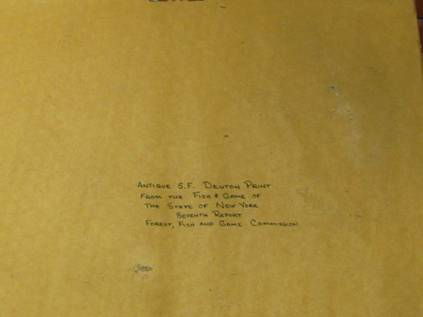 Antique S.F. Denton Print
From the Fish & Game of
The State of New York
Seventh Report
Forest, Fish and Game Commission